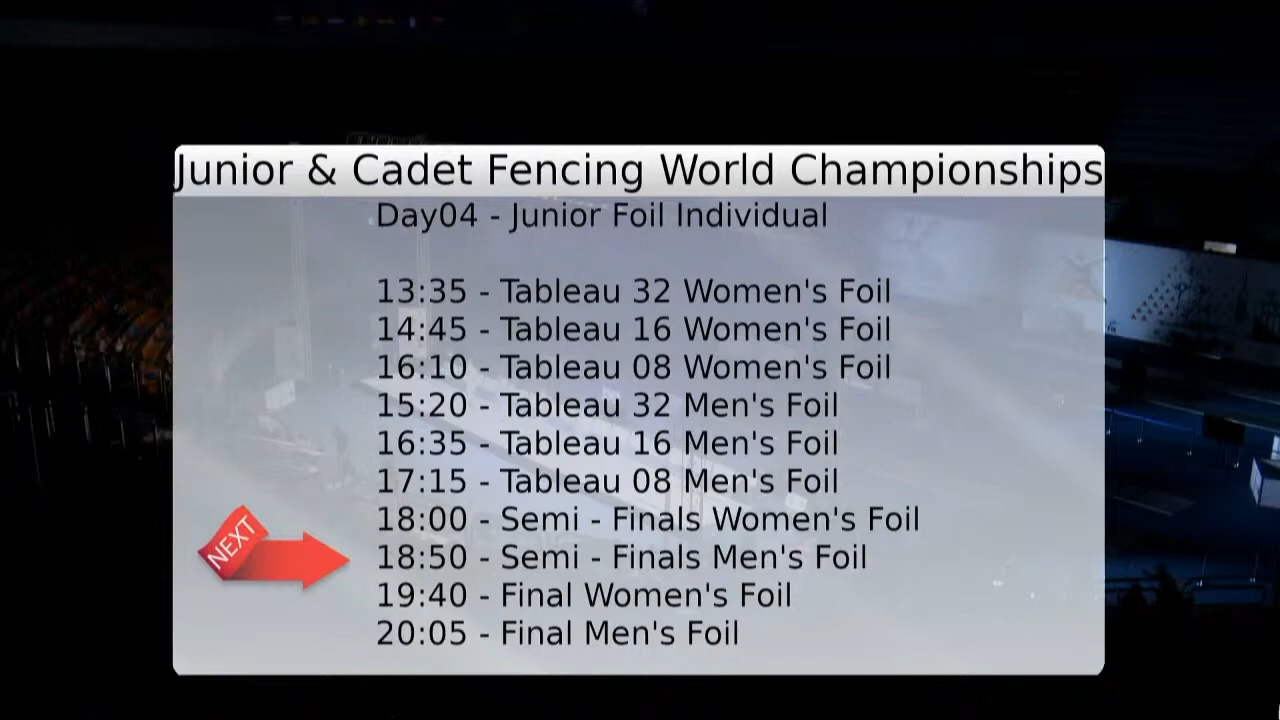 Junior & Cadet Fencing World Championships
Day04 - Junior Foil Individual
13:35 - Tableau 32 Women's Foil
14:45 - Tableau 16 Women's Foil
16:10 - Tableau 08 Women's Foil
15:20 - Tableau 32 Men's Foil
16:35 - Tableau 16 Men's Foil
17:15 - Tableau 08 Men's Foil
18:00 - Semi - Finals Women's Foil
NEXT
18:50 - Semi - Finals Men's Foil
19:40 - Final Women's Foil
20:05 - Final Men's Foil